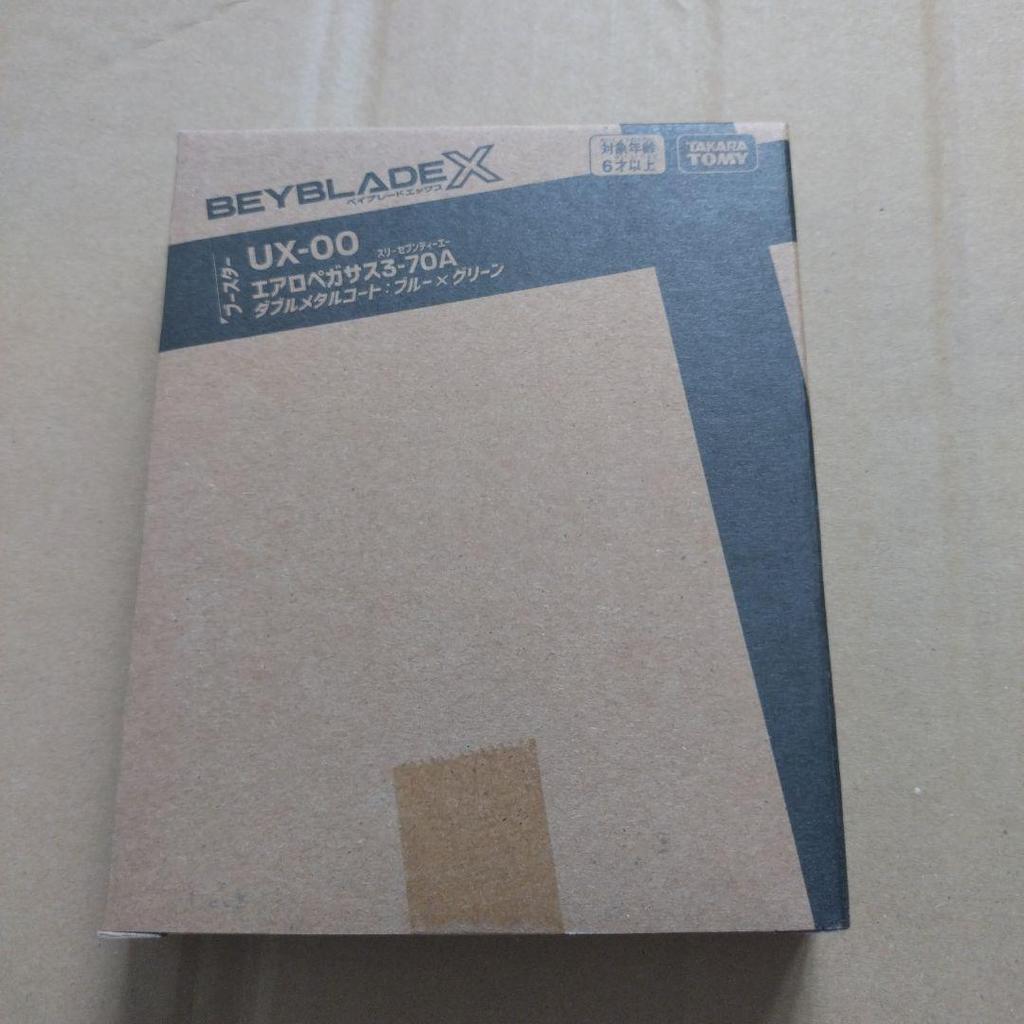 BEYBLADE X
ベイブレードエックス
対象年齢
6才以上
TAKARA
TOMY
ブースター
UX-00
スリーセブンティーエー
エアロペガサス3-70A
ダブルメタルコート：ブルー×グリーン